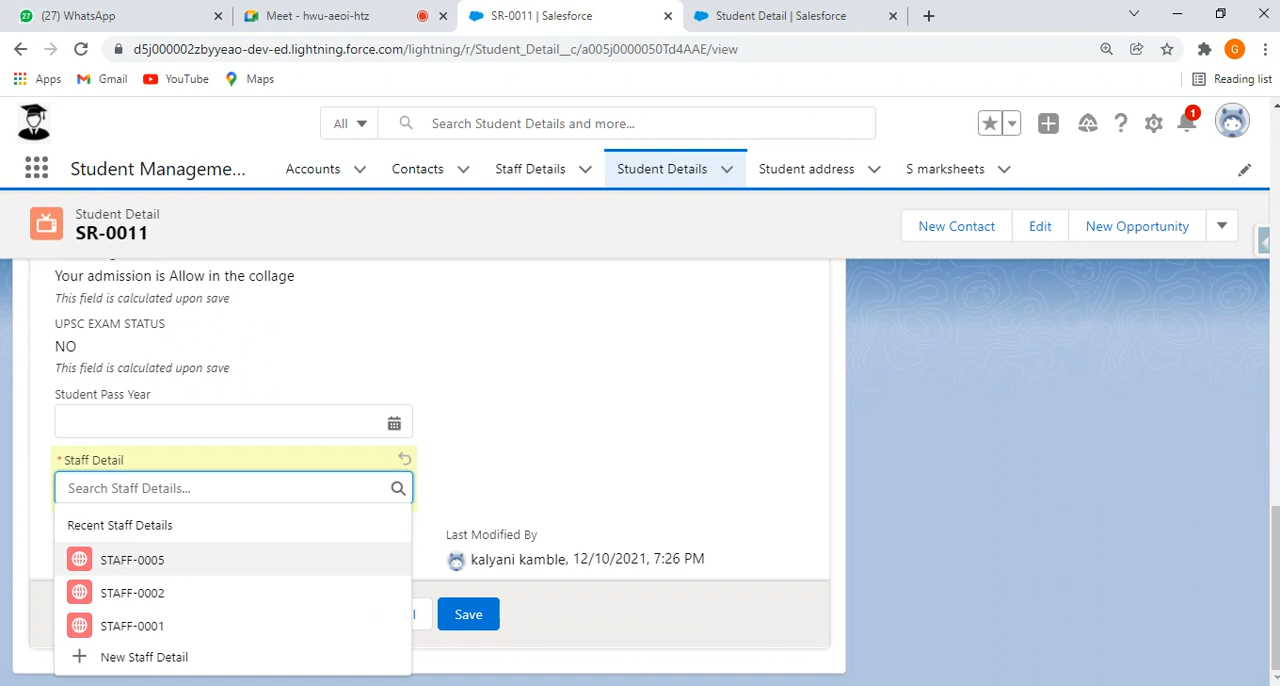 (27) WhatsApp
Meet - hwu-aeoi-htz
SR-0011 | Salesforce
Student Detail | Salesforce
d5j000002zbyyeao-dev-ed.lightning.force.com/lightning/r/Student_Detail__c/a005j0000050Td4AAE/view
G
Apps
Gmail
YouTube
Maps
Reading list
All
Search Student Details and more...
1
Student Manageme...
Accounts
Contacts
Staff Details
Student Details
Student address
S marksheets
Student Detail
SR-0011
New Contact
Edit
New Opportunity
Your admission is Allow in the collage
This field is calculated upon save
UPSC EXAM STATUS
NO
This field is calculated upon save
Student Pass Year
* Staff Detail
Search Staff Details...
Recent Staff Details
STAFF-0005
STAFF-0002
STAFF-0001
New Staff Detail
Last Modified By
kalyani kamble, 12/10/2021, 7:26 PM
Save